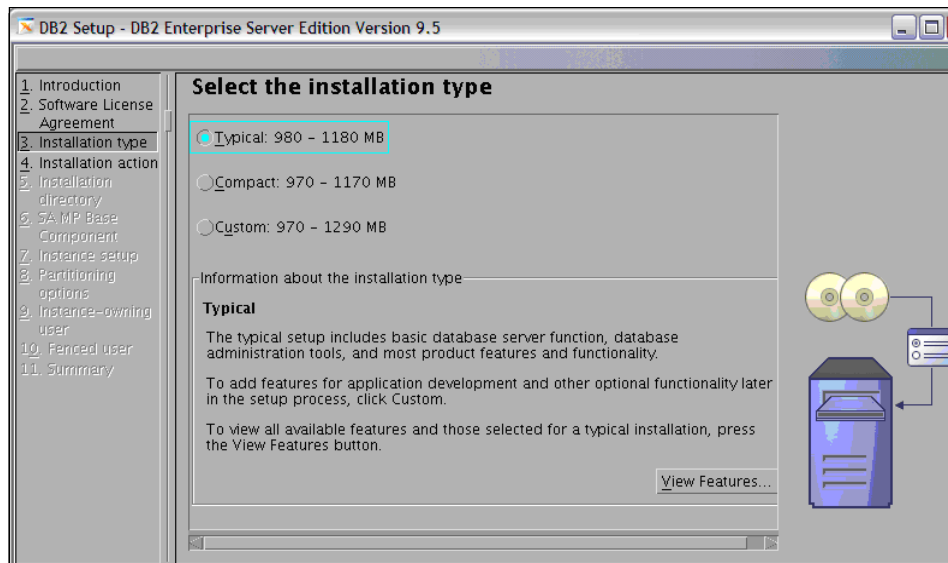 DB2 Setup - DB2 Enterprise Server Edition Version 9.5
1. Introduction
2. Software License
Agreement
3. Installation type
4. Installation action
5. Installation
directory
6. SA MP Base
Component
7. Instance setup
8. Partitioning
options
9. Instance-owning
user
10. Fenced user
11. Summary
Select the installation type
Typical: 980 - 1180 MB
Compact: 970 - 1170 MB
Custom: 970 - 1290 MB
Information about the installation type
Typical
The typical setup includes basic database server function, database
administration tools, and most product features and functionality.
To add features for application development and other optional functionality later
in the setup process, click Custom.
To view all available features and those selected for a typical installation, press
the View Features button.
View Features...